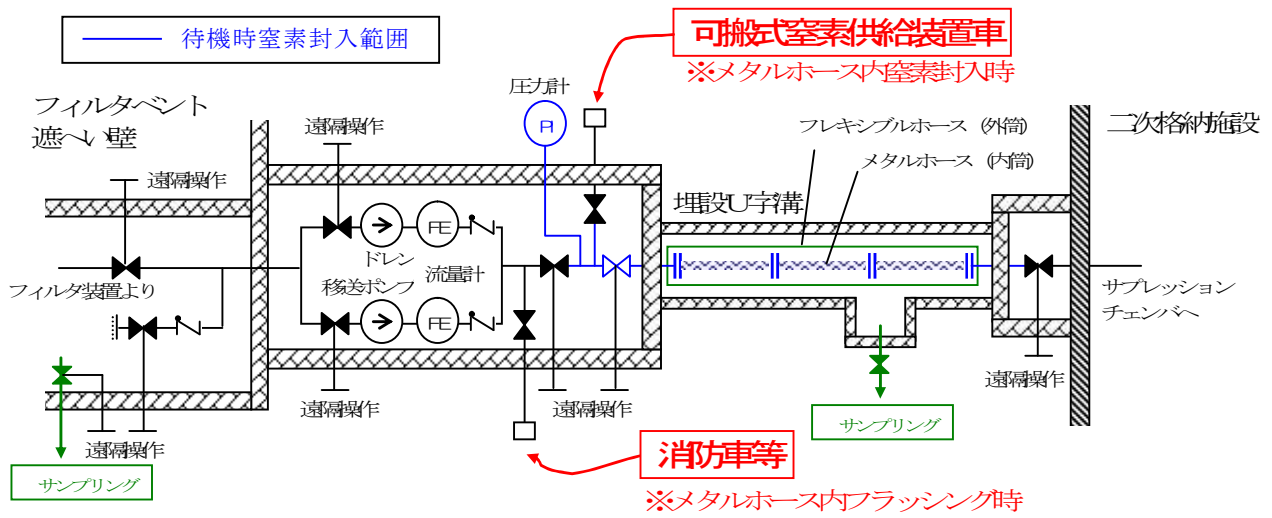 待機時窒素封入範囲
可搬式窒素供給装置車
※メタルホース内窒素封入時
圧力計
PI
フィルタベント
遮へい壁
遠隔操作
遠隔操作
フレキシブルホース (外筒)
メタルホース (内筒)
二次格納施設
埋設U字溝
FE
ドレン
移送ポンプ
流量計
FE
フィルタ装置より
サプレッション
チェンバへ
遠隔操作
遠隔操作
遠隔操作
遠隔操作
サンプリング
サンプリング
消防車等
※メタルホース内フラッシング時